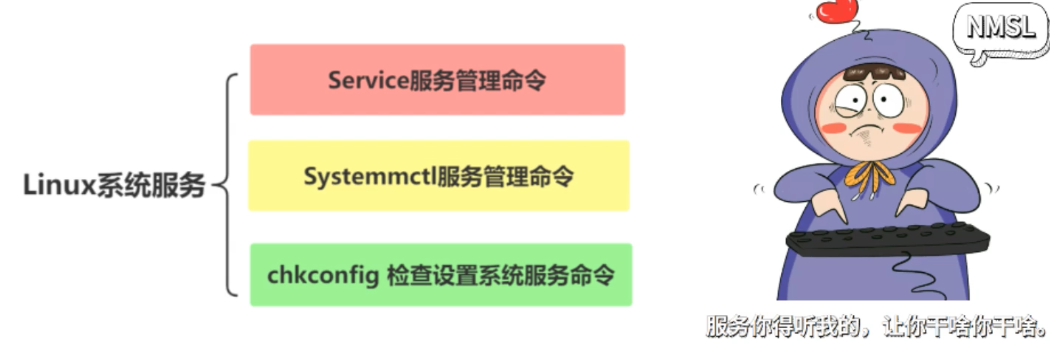 Linux系统服务
Service服务管理命令
Systemmctl服务管理命令
chkconfig 检查设置系统服务命令
NMSL
服务你得听我的，让你干啥你干啥。